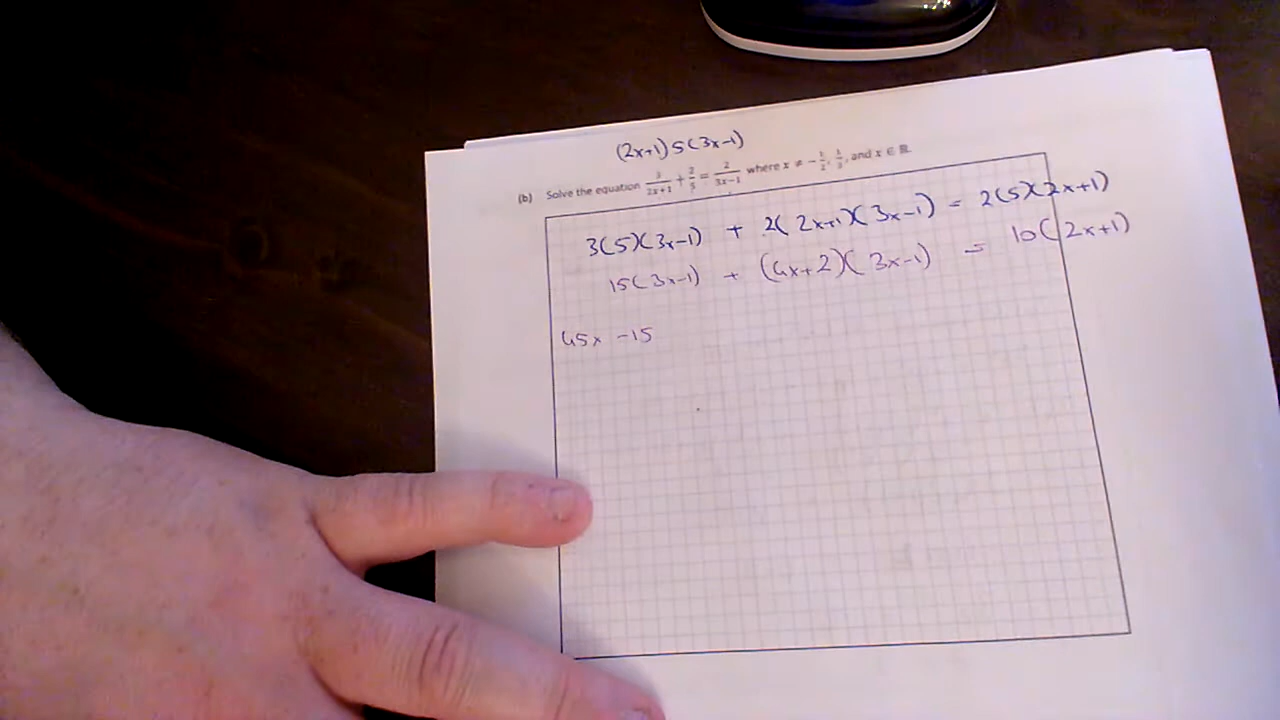 (2x+1) 5 (3x-1)
(b) Solve the equation 3/(2x+1) + 2/5 = 2/(3x-1) where x ≠ -1/2, 1/3, and x ∈ ℝ.
3(5)(3x-1) + 2(2x+1)(3x-1) = 2(5)(2x+1)
15(3x-1) + (4x+2)(3x-1) = 10(2x+1)
45x -15